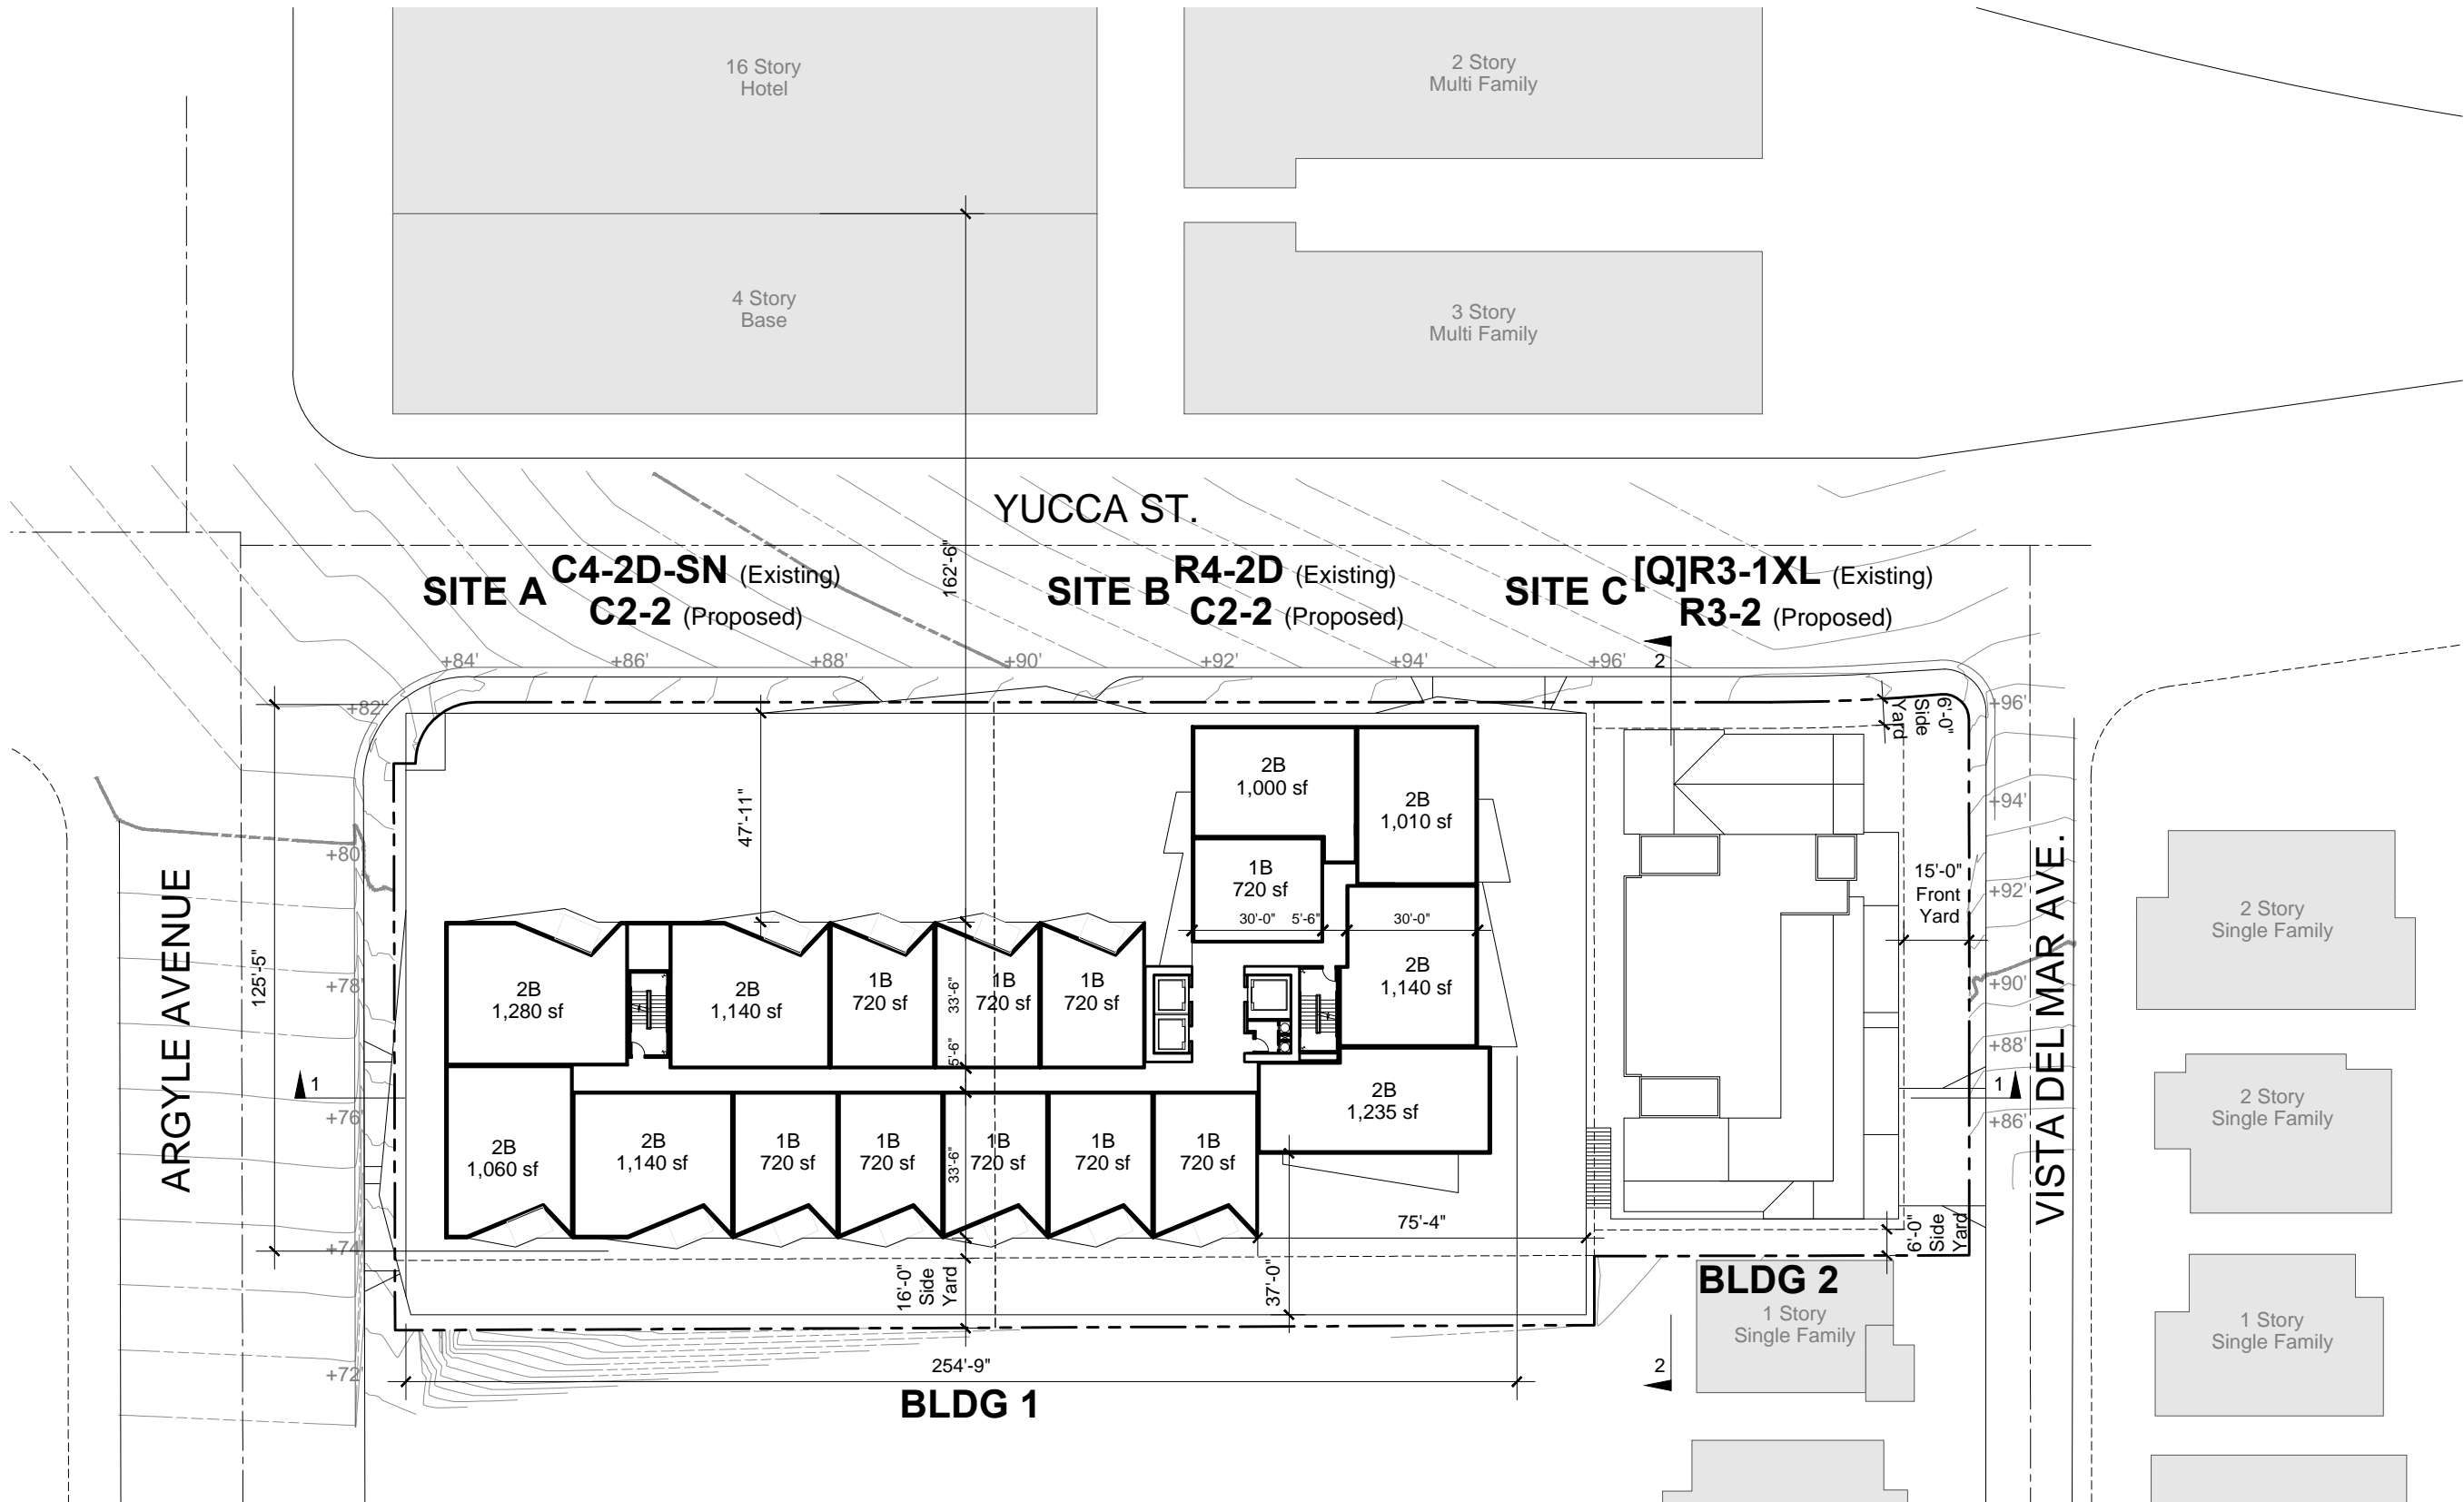 16 Story
Hotel
2 Story
Multi Family
4 Story
Base
3 Story
Multi Family
YUCCA ST.
162'-6"
SITE A C4-2D-SN (Existing)
C2-2 (Proposed)
SITE B R4-2D (Existing)
C2-2 (Proposed)
SITE C [Q]R3-1XL (Existing)
R3-2 (Proposed)
+84'
+86'
+88'
+90'
+92'
+94'
+96'
2
+82'
6'-0"
Side
Yard
+96'
47'-11"
2B
1,000 sf
2B
1,010 sf
+94'
+80'
1B
720 sf
15'-0"
Front
Yard
+92'
ARGYLE AVENUE
VISTA DEL MAR AVE.
2 Story
Single Family
30'-0"
5'-6"
30'-0"
125'-5"
+78'
2B
1,280 sf
2B
1,140 sf
1B
720 sf
33'-6"
1B
720 sf
1B
720 sf
2B
1,140 sf
+90'
5'-6"
+88'
1
1
2B
1,235 sf
2 Story
Single Family
+76'
+86'
2B
1,060 sf
2B
1,140 sf
1B
720 sf
1B
720 sf
33'-6"
1B
720 sf
1B
720 sf
1B
720 sf
75'-4"
6'-0"
Side
Yard
+74'
16'-0"
Side
Yard
37'-0"
BLDG 2
1 Story
Single Family
1 Story
Single Family
+72'
254'-9"
2
BLDG 1